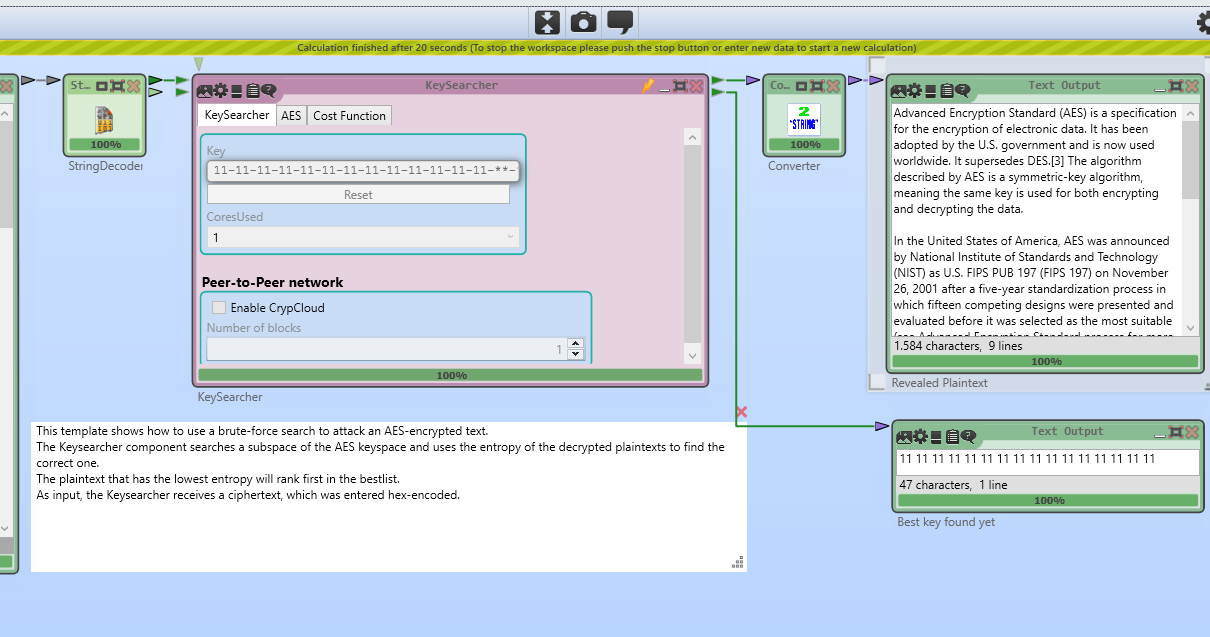 Calculation finished after 20 seconds (To stop the workspace please push the stop button or enter new data to start a new calculation)
St...
100%
StringDecoder
KeySearcher
KeySearcher
AES
Cost Function
Key
11-11-11-11-11-11-11-11-11-11-11-11-11-**-
Reset
CoresUsed
1
Peer-to-Peer network
Enable CrypCloud
Number of blocks
1
100%
KeySearcher
Co...
2
"STRING"
100%
Converter
Text Output
Advanced Encryption Standard (AES) is a specification
for the encryption of electronic data. It has been
adopted by the U.S. government and is now used
worldwide. It supersedes DES.[3] The algorithm
described by AES is a symmetric-key algorithm,
meaning the same key is used for both encrypting
and decrypting the data.
In the United States of America, AES was announced
by National Institute of Standards and Technology
(NIST) as U.S. FIPS PUB 197 (FIPS 197) on November
26, 2001 after a five-year standardization process in
which fifteen competing designs were presented and
evaluated before it was selected as the most suitable
(see Advanced Encryption Standard process for more
1.584 characters, 9 lines
100%
Revealed Plaintext
This template shows how to use a brute-force search to attack an AES-encrypted text.
The Keysearcher component searches a subspace of the AES keyspace and uses the entropy of the decrypted plaintexts to find the
correct one.
The plaintext that has the lowest entropy will rank first in the bestlist.
As input, the Keysearcher receives a ciphertext, which was entered hex-encoded.
Text Output
11 11 11 11 11 11 11 11 11 11 11 11 11 11 11 11
47 characters, 1 line
100%
Best key found yet